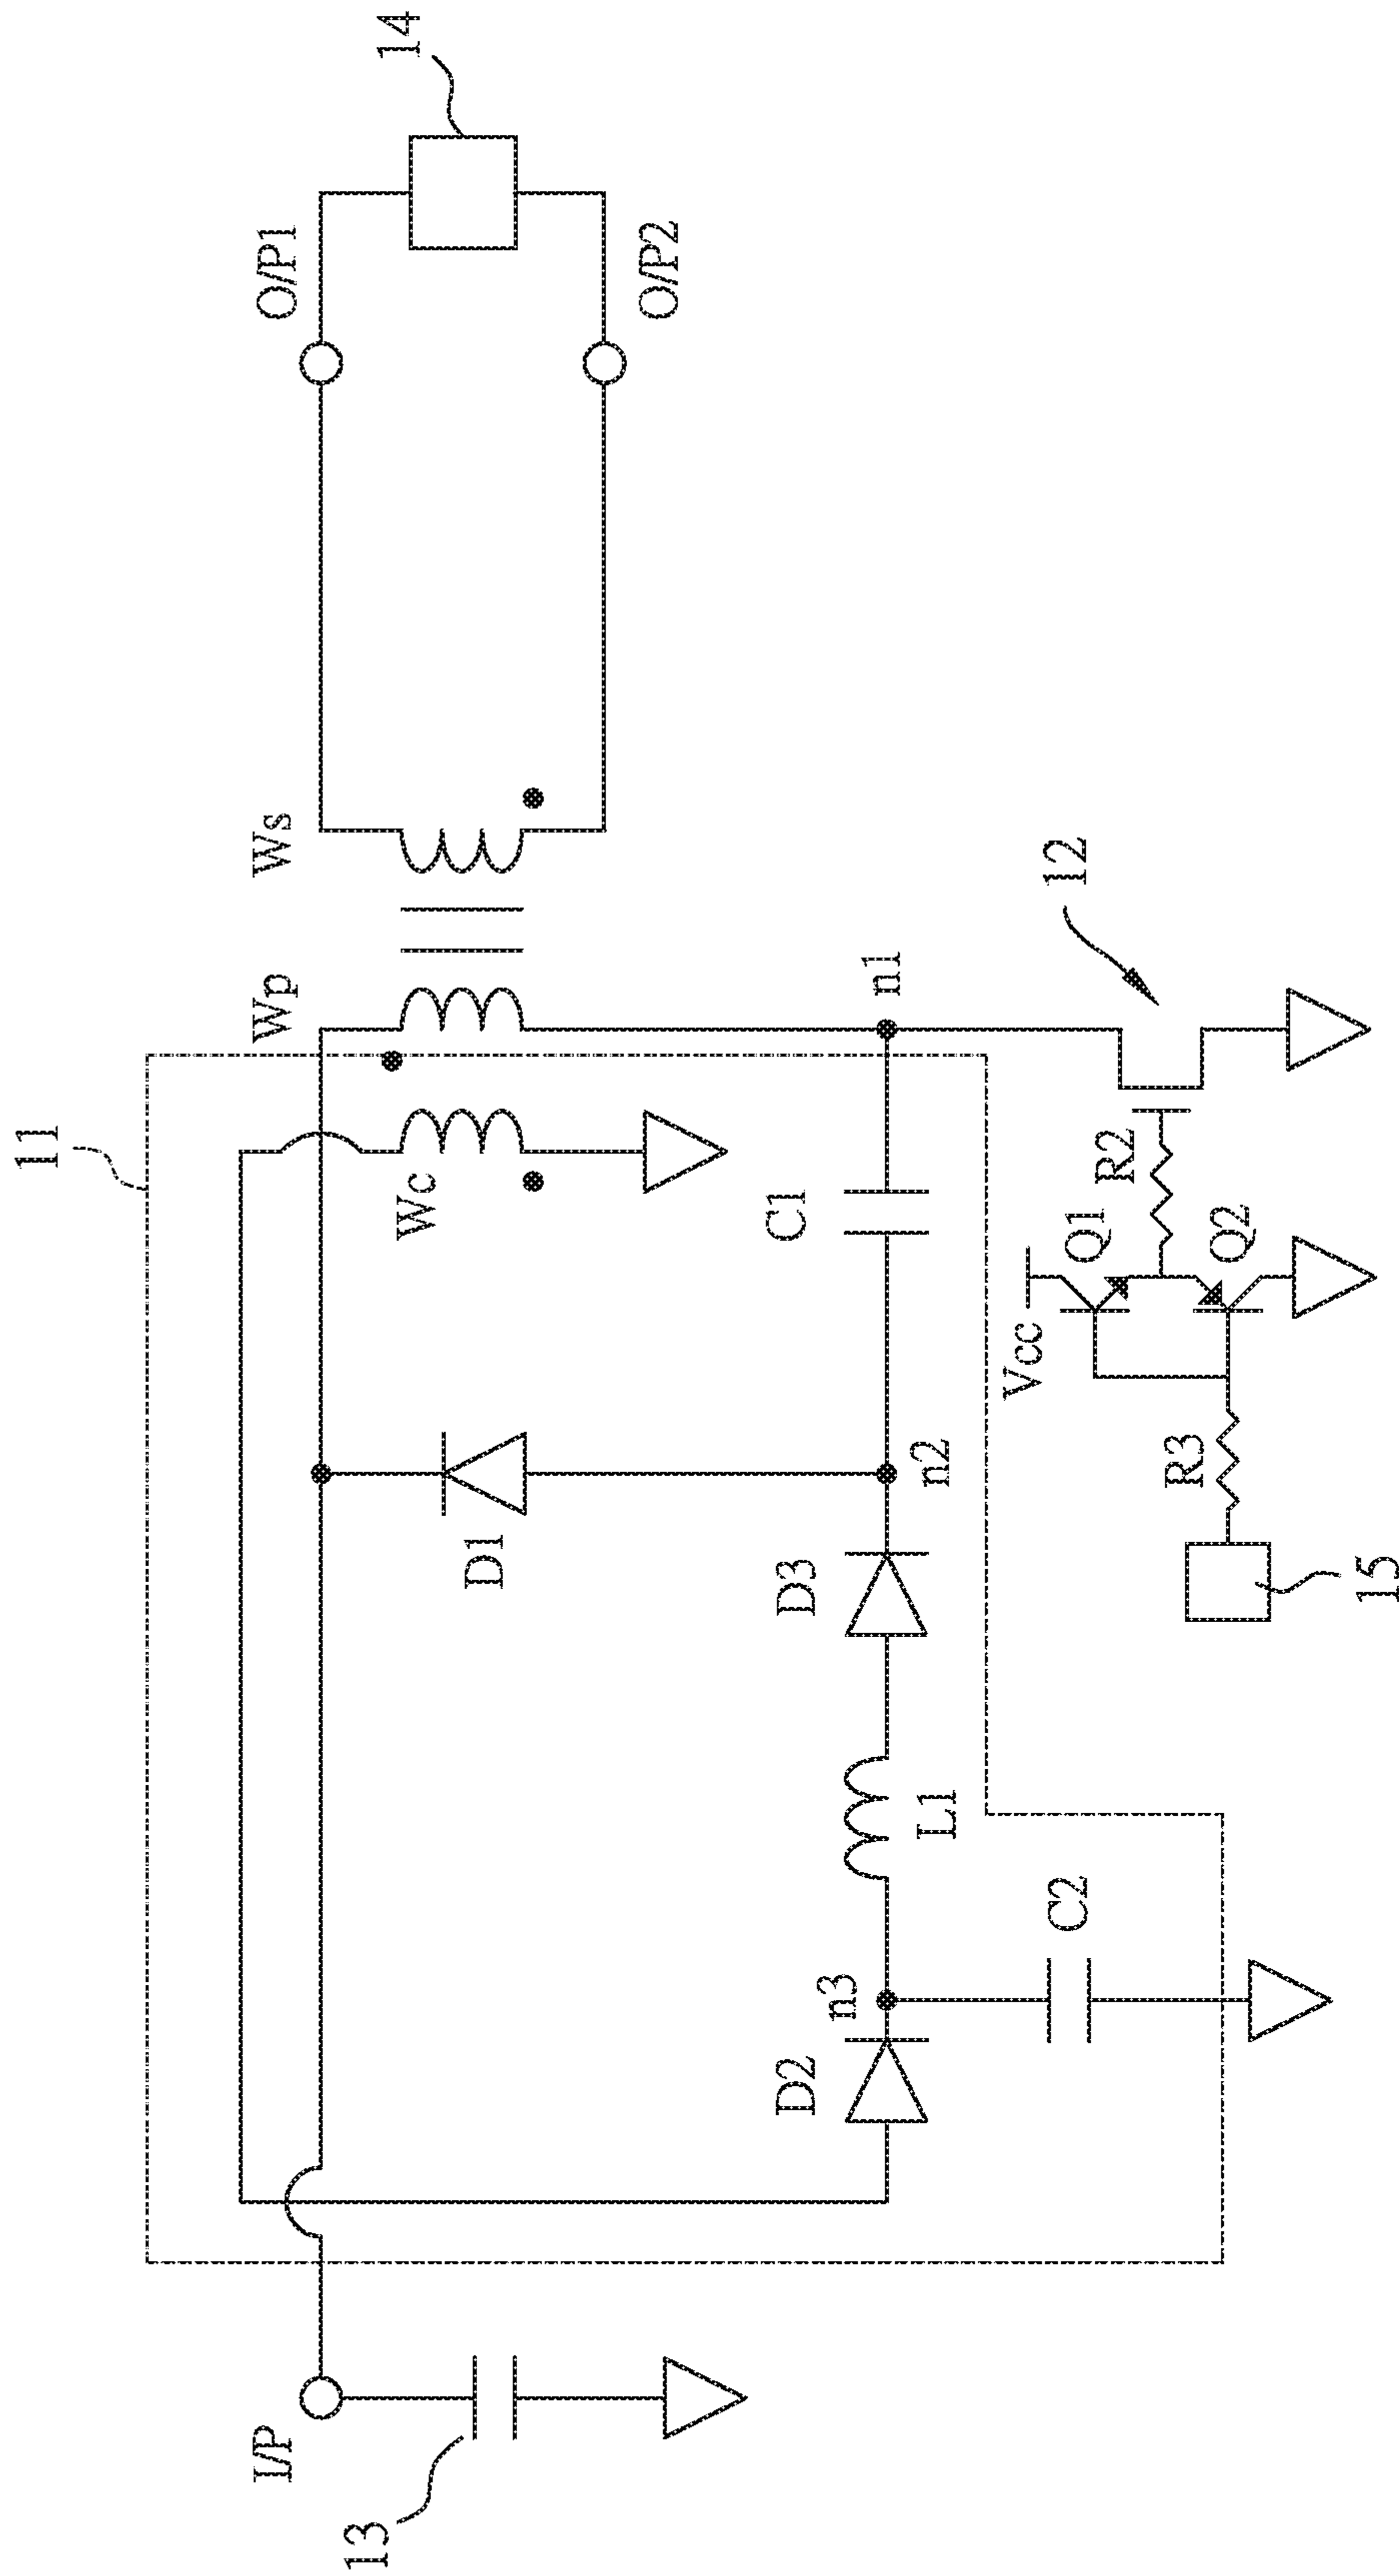 11
I/P
13
Wp
Ws
O/P1
14
O/P2
Wc
D1
D2
n3
L1
D3
n2
C1
n1
C2
12
Vcc
Q1
R2
Q2
R3
15